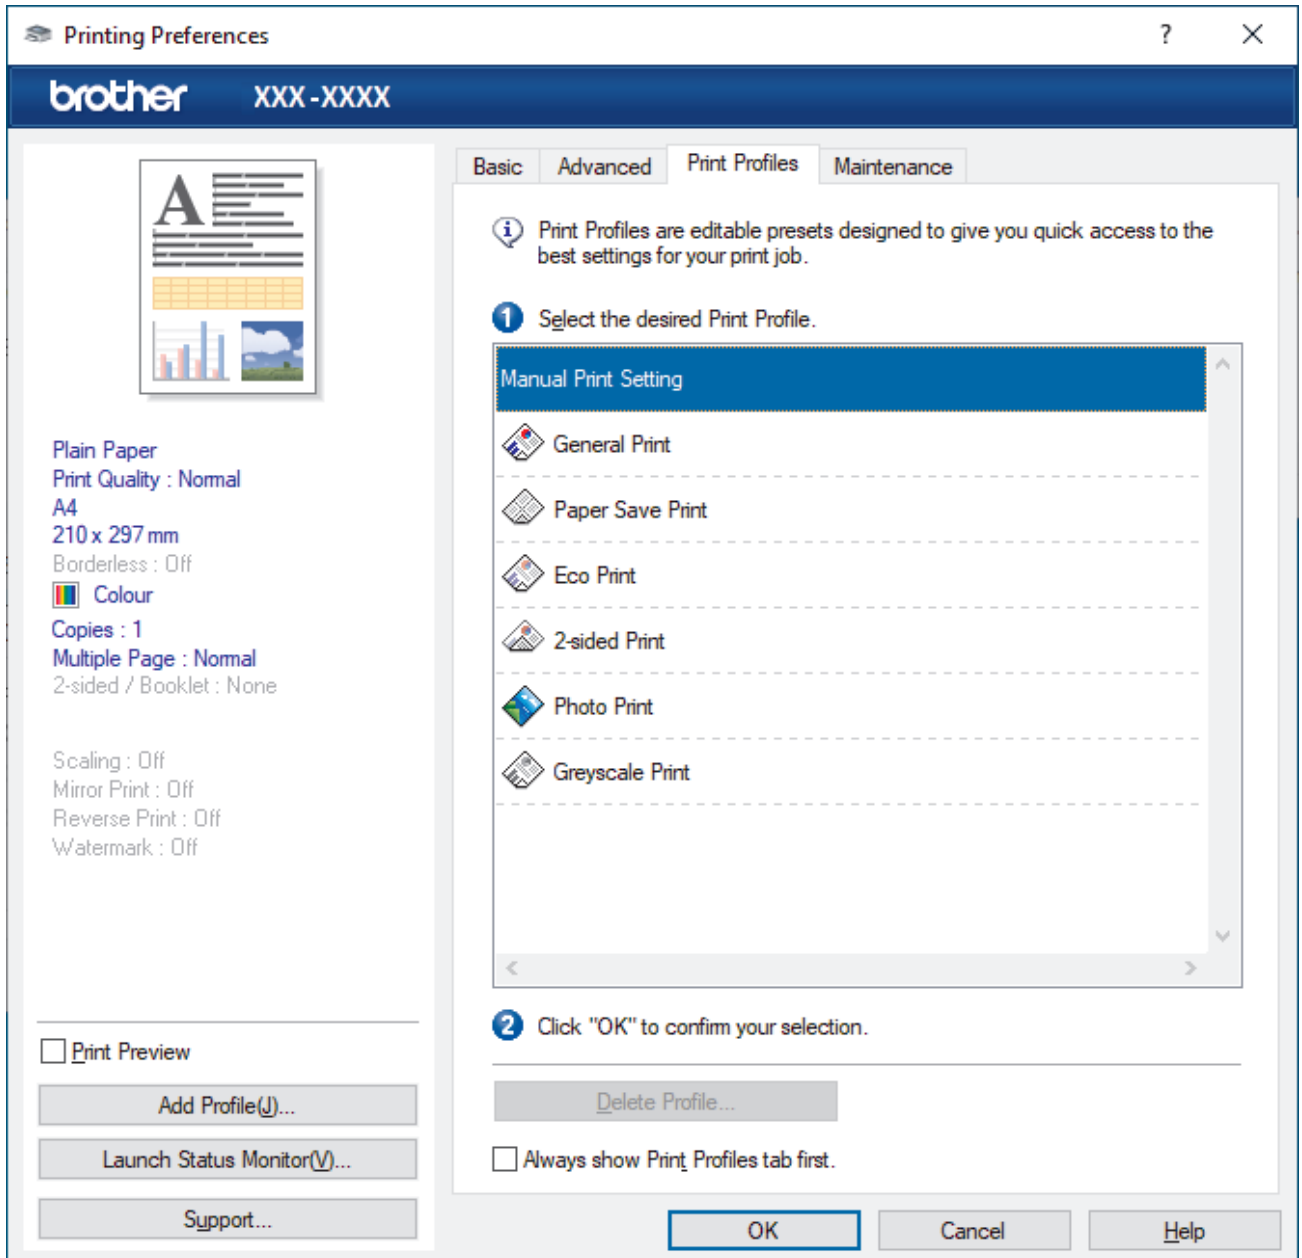 Printing Preferences
?
brother XXX-XXXX
A
Plain Paper
Print Quality : Normal
A4
210 x 297 mm
Borderless : Off
Colour
Copies : 1
Multiple Page : Normal
2-sided / Booklet : None
Scaling : Off
Mirror Print : Off
Reverse Print : Off
Watermark : Off
Print Preview
Add Profile(J)...
Launch Status Monitor(V)...
Support...
Basic Advanced Print Profiles Maintenance
Print Profiles are editable presets designed to give you quick access to the
best settings for your print job.
1 Select the desired Print Profile.
Manual Print Setting
General Print
Paper Save Print
Eco Print
2-sided Print
Photo Print
Greyscale Print
2 Click "OK" to confirm your selection.
Delete Profile...
Always show Print Profiles tab first.
OK Cancel Help